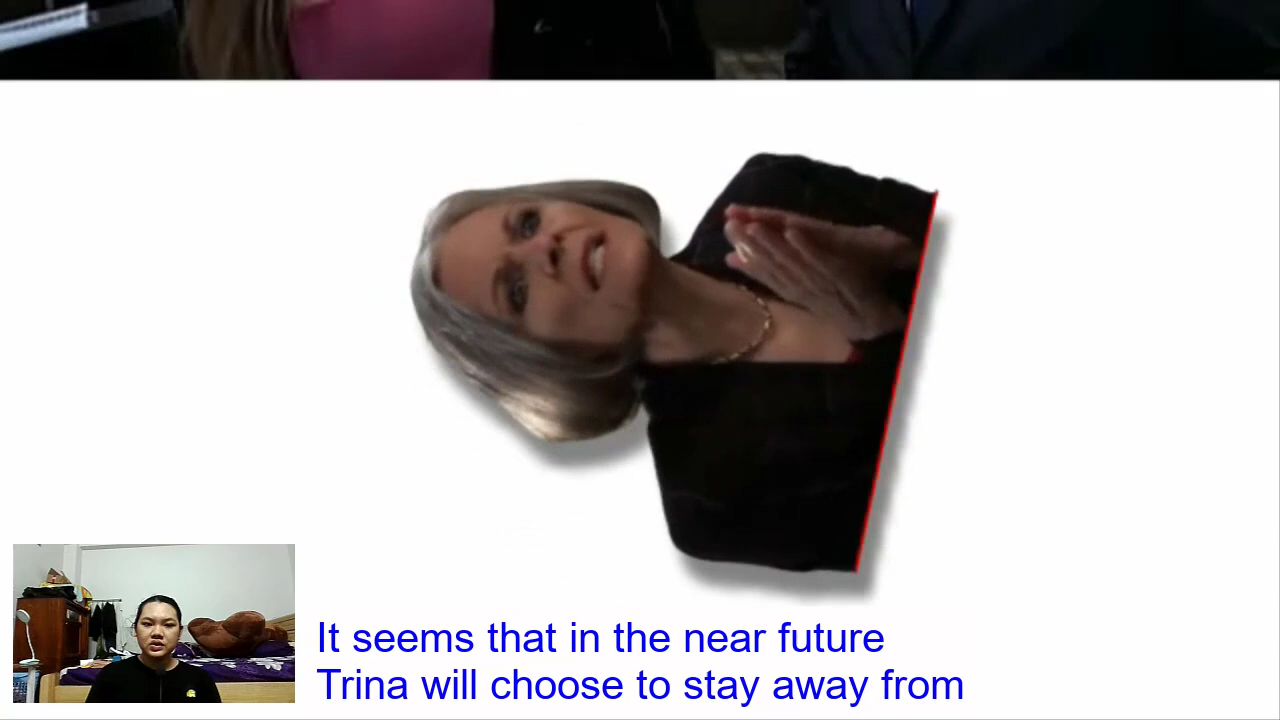 It seems that in the near future
Trina will choose to stay away from